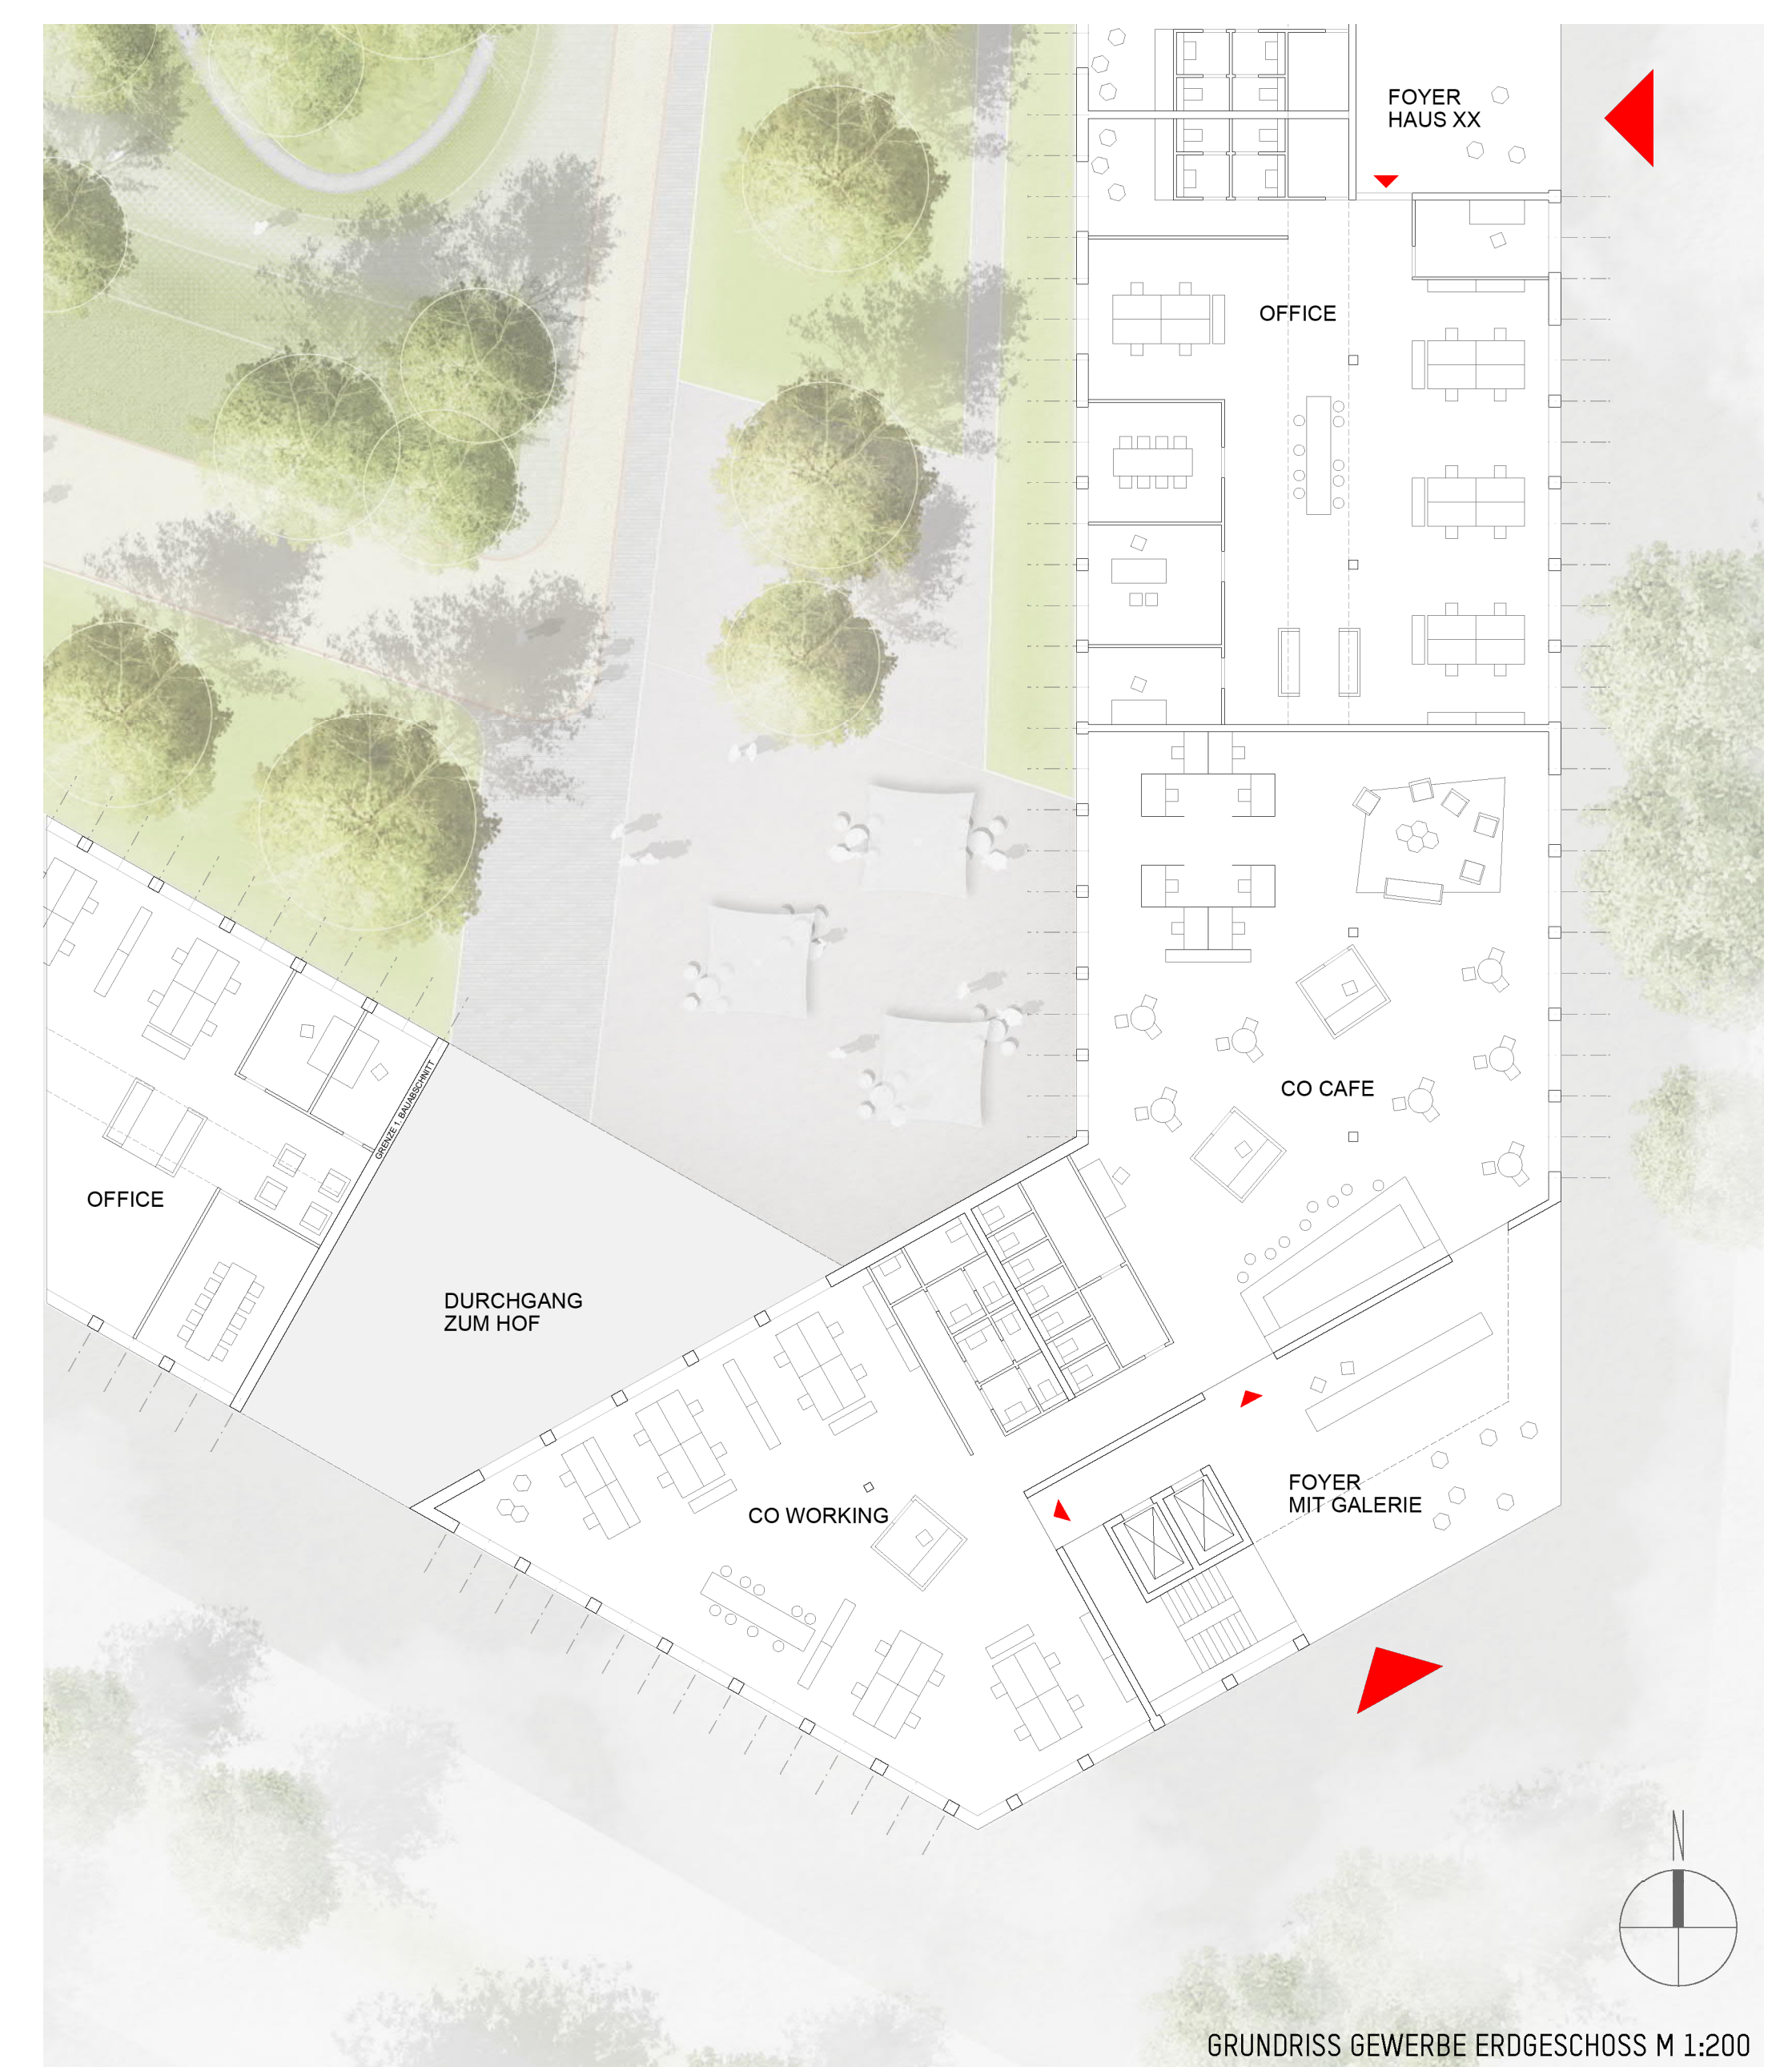 FOYER
HAUS XX
OFFICE
CO CAFE
GRENZE 1. BAUABSCHNITT
OFFICE
DURCHGANG
ZUM HOF
FOYER
MIT GALERIE
CO WORKING
N
GRUNDRISS GEWERBE ERDGESCHOSS M 1:200